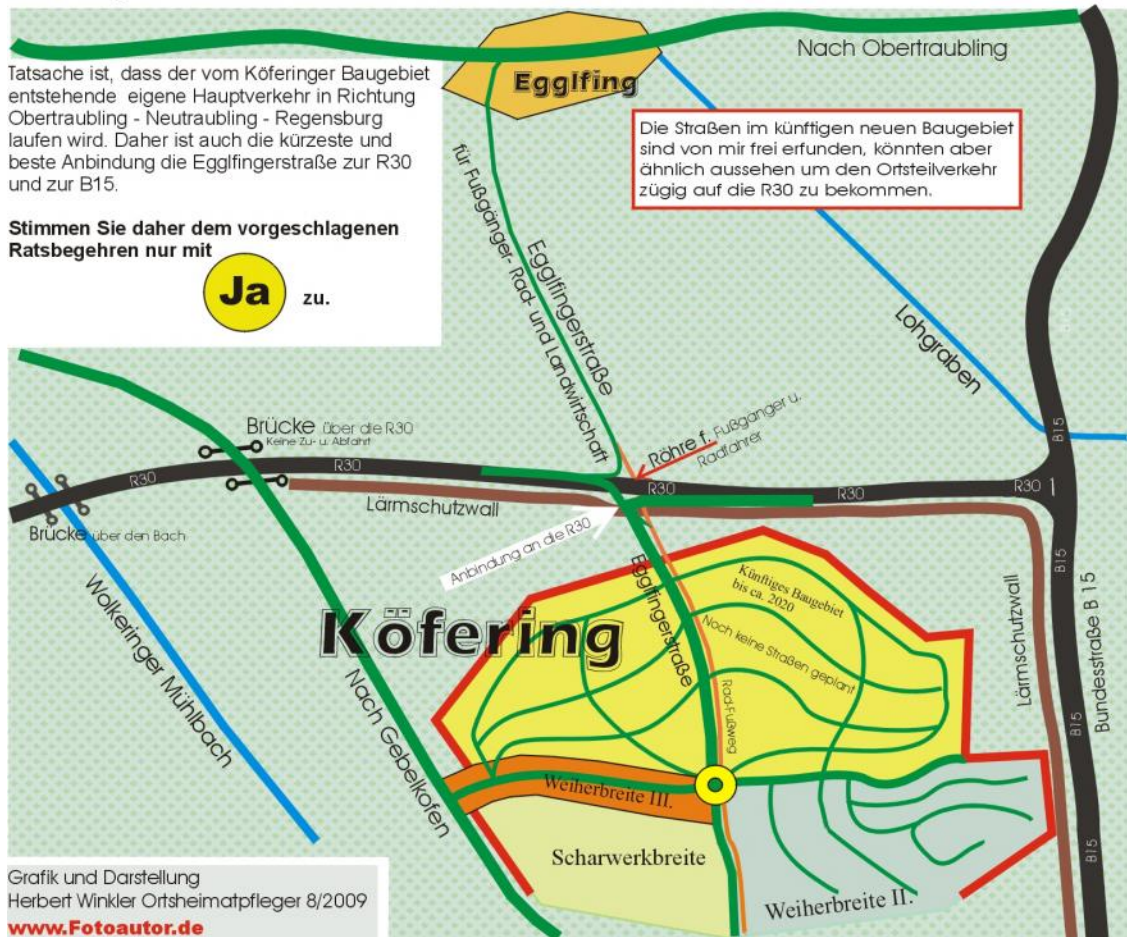 Nach Obertraubling
Egglfing
Tatsache ist, dass der vom Köferinger Baugebiet
entstehende eigene Hauptverkehr in Richtung
Obertraubling - Neutraubling - Regensburg
laufen wird. Daher ist auch die kürzeste und
beste Anbindung die Egglfingerstraße zur R30
und zur B15.
Stimmen Sie daher dem vorgeschlagenen
Ratsbegehren nur mit
Ja zu.
Die Straßen im künftigen neuen Baugebiet
sind von mir frei erfunden, könnten aber
ähnlich aussehen um den Ortsteilverkehr
zügig auf die R30 zu bekommen.
für Fußgänger- Rad- und Landwirtschaft
Egglfingerstraße
Lohgraben
B15
Brücke über die R30
Keine Zu- u. Abfahrt
Röhre f. Fußgänger u.
Radfahrer
R30
R30
R30
R30
R30
Lärmschutzwall
Brücke über den Bach
Anbindung an die R30
Egglfingerstraße
Künftiges Baugebiet
bis ca. 2020
Noch keine Straßen geplant
Köfering
Wolkeringer Mühlbach
Nach Gebelkofen
Rad-Fußweg
Lärmschutzwall
B15
B15
Bundesstraße B 15
B15
B15
Weiherbreite III.
Scharwerkbreite
Weiherbreite II.
Grafik und Darstellung
Herbert Winkler Ortsheimatpfleger 8/2009
www.Fotoautor.de